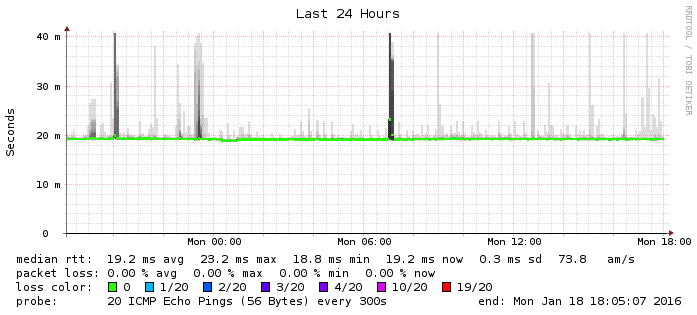 Last 24 Hours
RRDTOOL / TOBI OETIKER
Seconds
40 m
30 m
20 m
10 m
0
Mon 00:00 Mon 06:00 Mon 12:00 Mon 18:00
median rtt: 19.2 ms avg 23.2 ms max 18.8 ms min 19.2 ms now 0.3 ms sd 73.8 am/s
packet loss: 0.00 % avg 0.00 % max 0.00 % min 0.00 % now
loss color: 0 1/20 2/20 3/20 4/20 10/20 19/20
probe: 20 ICMP Echo Pings (56 Bytes) every 300s end: Mon Jan 18 18:05:07 2016